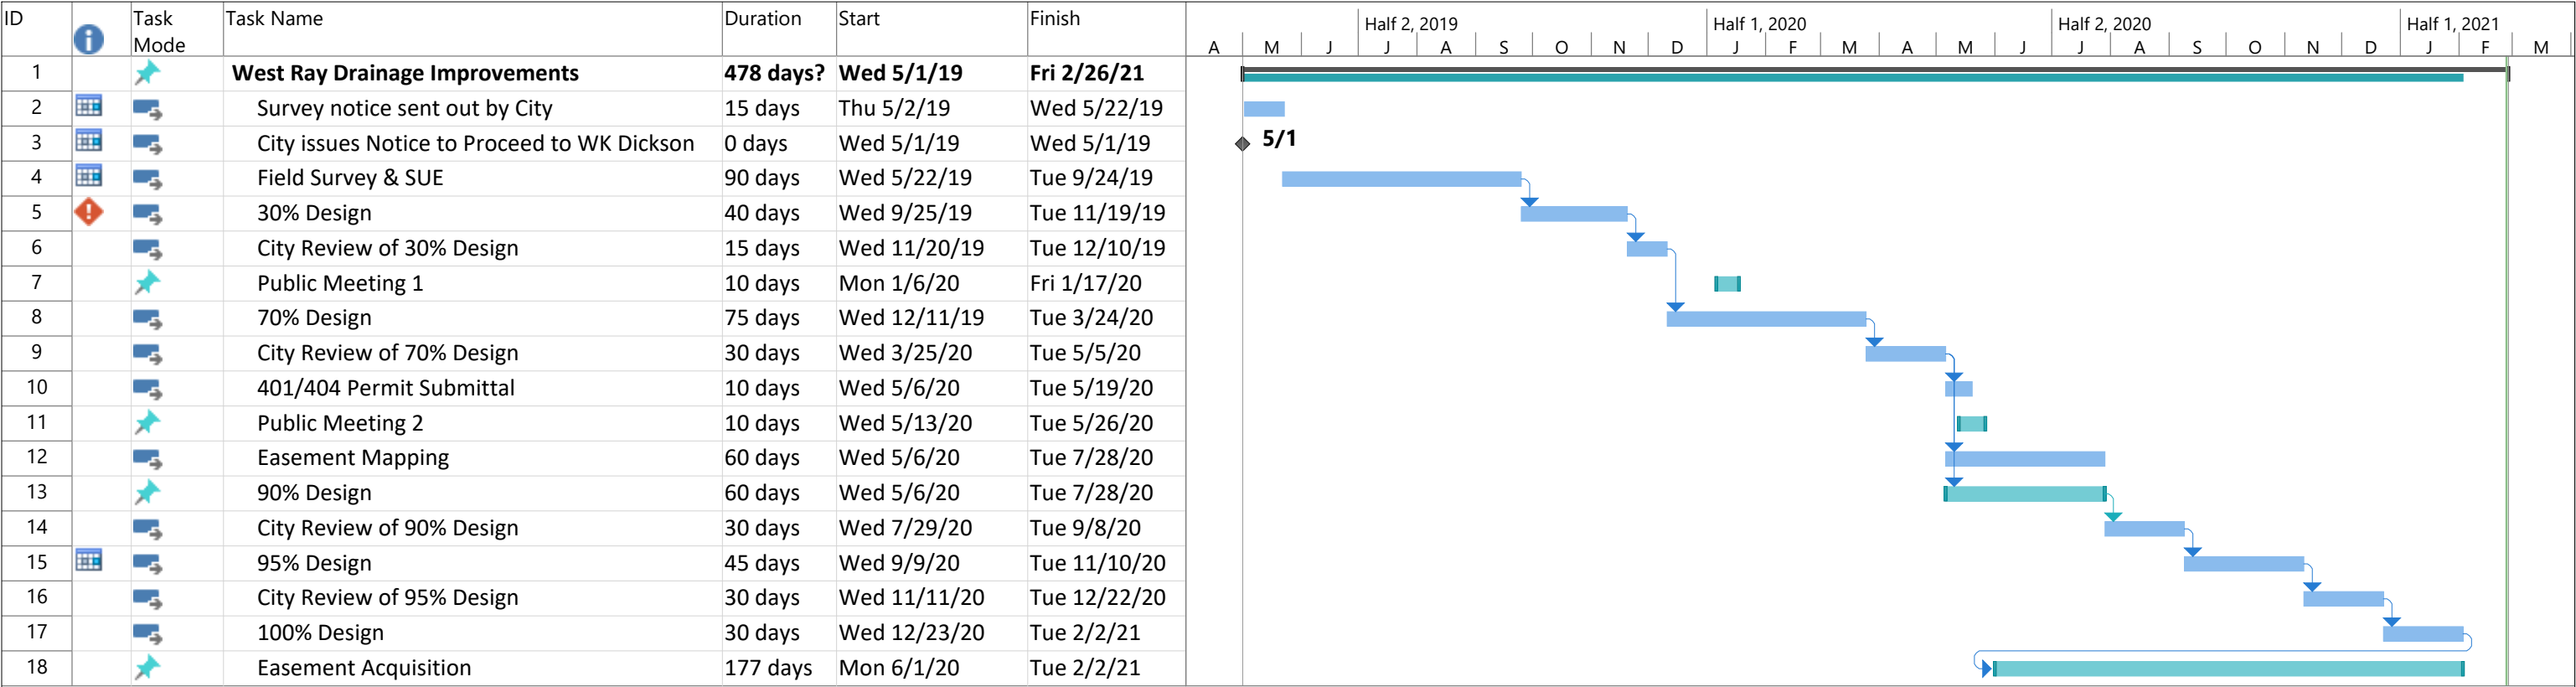 ID Task Mode Task Name Duration Start Finish
Half 2, 2019 Half 1, 2020 Half 2, 2020 Half 1, 2021
A M J J A S O N D J F M A M J J A S O N D J F M
1 West Ray Drainage Improvements 478 days? Wed 5/1/19 Fri 2/26/21
2 Survey notice sent out by City 15 days Thu 5/2/19 Wed 5/22/19
3 City issues Notice to Proceed to WK Dickson 0 days Wed 5/1/19 Wed 5/1/19 5/1
4 Field Survey & SUE 90 days Wed 5/22/19 Tue 9/24/19
5 30% Design 40 days Wed 9/25/19 Tue 11/19/19
6 City Review of 30% Design 15 days Wed 11/20/19 Tue 12/10/19
7 Public Meeting 1 10 days Mon 1/6/20 Fri 1/17/20
8 70% Design 75 days Wed 12/11/19 Tue 3/24/20
9 City Review of 70% Design 30 days Wed 3/25/20 Tue 5/5/20
10 401/404 Permit Submittal 10 days Wed 5/6/20 Tue 5/19/20
11 Public Meeting 2 10 days Wed 5/13/20 Tue 5/26/20
12 Easement Mapping 60 days Wed 5/6/20 Tue 7/28/20
13 90% Design 60 days Wed 5/6/20 Tue 7/28/20
14 City Review of 90% Design 30 days Wed 7/29/20 Tue 9/8/20
15 95% Design 45 days Wed 9/9/20 Tue 11/10/20
16 City Review of 95% Design 30 days Wed 11/11/20 Tue 12/22/20
17 100% Design 30 days Wed 12/23/20 Tue 2/2/21
18 Easement Acquisition 177 days Mon 6/1/20 Tue 2/2/21